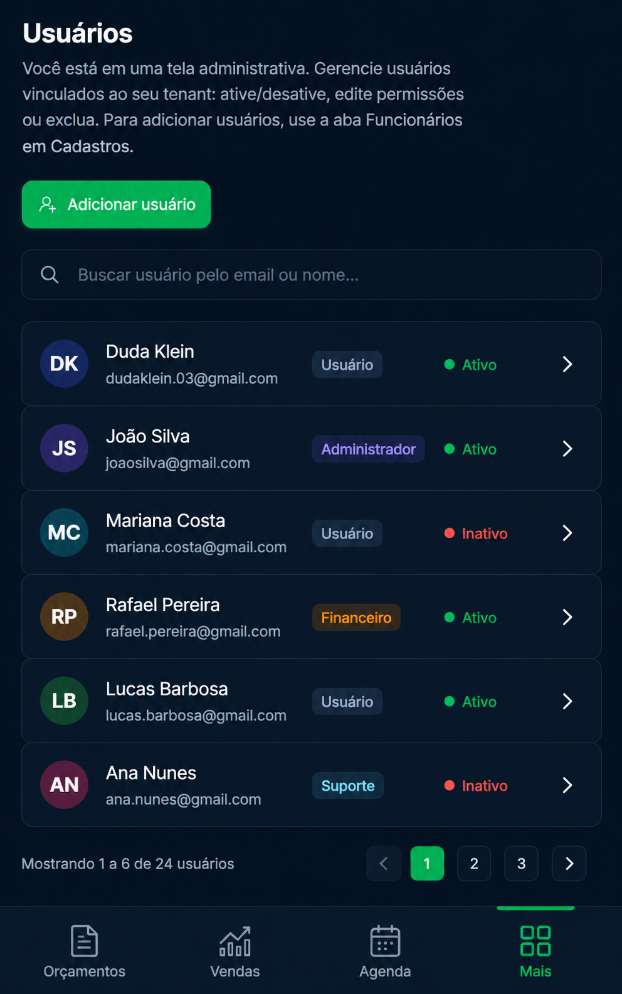 Usuários
Você está em uma tela administrativa. Gerencie usuários
vinculados ao seu tenant: ative/desative, edite permissões
ou exclua. Para adicionar usuários, use a aba Funcionários
em Cadastros.
Adicionar usuário
Buscar usuário pelo email ou nome...
DK Duda Klein Usuário Ativo
dudaklein.03@gmail.com
JS João Silva Administrador Ativo
joaosilva@gmail.com
MC Mariana Costa Usuário Inativo
mariana.costa@gmail.com
RP Rafael Pereira Financeiro Ativo
rafael.pereira@gmail.com
LB Lucas Barbosa Usuário Ativo
lucas.barbosa@gmail.com
AN Ana Nunes Suporte Inativo
ana.nunes@gmail.com
Mostrando 1 a 6 de 24 usuários 1 2 3
Orçamentos Vendas Agenda Mais